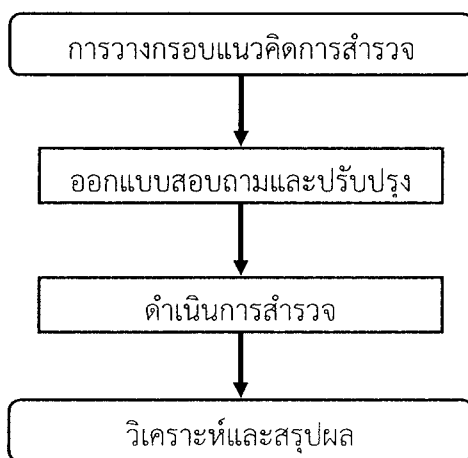 การวางกรอบแนวคิดการสำรวจ
ออกแบบสอบถามและปรับปรุง
ดำเนินการสำรวจ
วิเคราะห์และสรุปผล